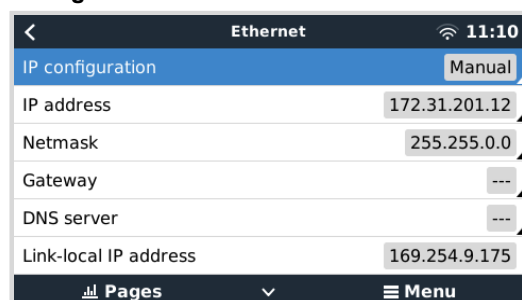 Ethernet 11:10
IP configuration Manual
IP address 172.31.201.12
Netmask 255.255.0.0
Gateway ---
DNS server ---
Link-local IP address 169.254.9.175
Pages Menu